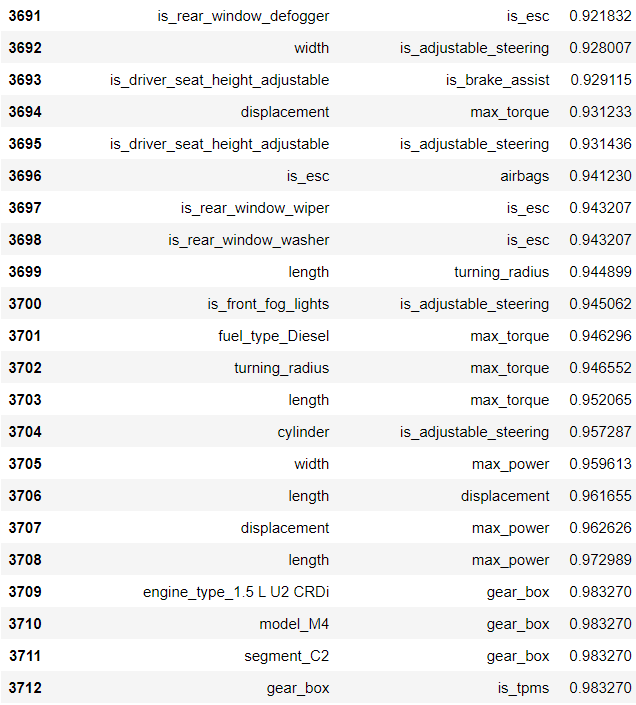 3691 is_rear_window_defogger is_esc 0.921832
3692 width is_adjustable_steering 0.928007
3693 is_driver_seat_height_adjustable is_brake_assist 0.929115
3694 displacement max_torque 0.931233
3695 is_driver_seat_height_adjustable is_adjustable_steering 0.931436
3696 is_esc airbags 0.941230
3697 is_rear_window_wiper is_esc 0.943207
3698 is_rear_window_washer is_esc 0.943207
3699 length turning_radius 0.944899
3700 is_front_fog_lights is_adjustable_steering 0.945062
3701 fuel_type_Diesel max_torque 0.946296
3702 turning_radius max_torque 0.946552
3703 length max_torque 0.952065
3704 cylinder is_adjustable_steering 0.957287
3705 width max_power 0.959613
3706 length displacement 0.961655
3707 displacement max_power 0.962626
3708 length max_power 0.972989
3709 engine_type_1.5 L U2 CRDi gear_box 0.983270
3710 model_M4 gear_box 0.983270
3711 segment_C2 gear_box 0.983270
3712 gear_box is_tpms 0.983270